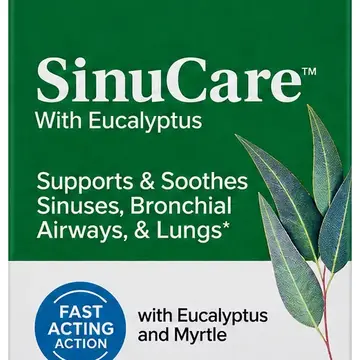 SinuCare™
With Eucalyptus
Supports & Soothes
Sinuses, Bronchial
Airways, & Lungs*
FAST
ACTING
ACTION
with Eucalyptus
and Myrtle